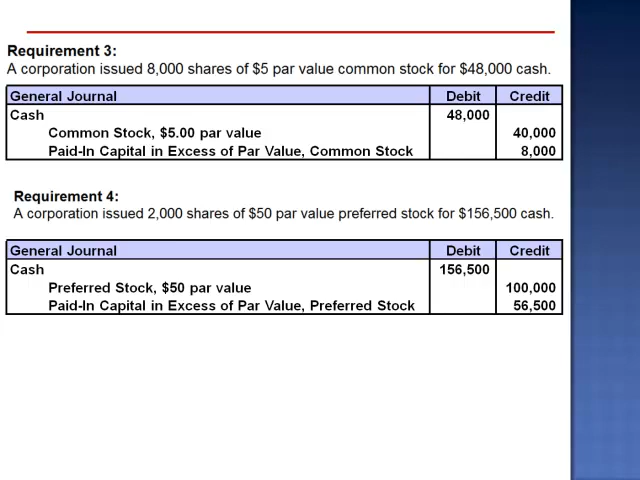 Requirement 3:
A corporation issued 8,000 shares of $5 par value common stock for $48,000 cash.
General Journal Debit Credit
Cash 48,000
Common Stock, $5.00 par value 40,000
Paid-In Capital in Excess of Par Value, Common Stock 8,000
Requirement 4:
A corporation issued 2,000 shares of $50 par value preferred stock for $156,500 cash.
General Journal Debit Credit
Cash 156,500
Preferred Stock, $50 par value 100,000
Paid-In Capital in Excess of Par Value, Preferred Stock 56,500